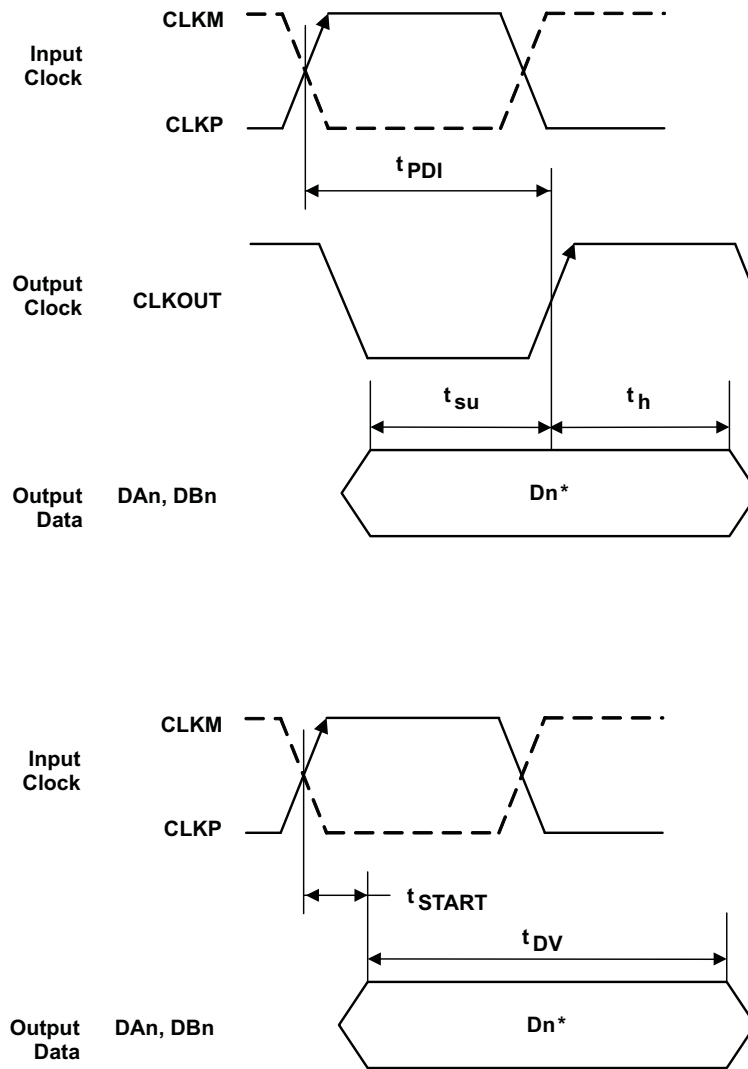 CLKM
Input
Clock
CLKP
tPDI
Output
Clock
CLKOUT
tsu
th
Output
Data
DAn, DBn
Dn*
CLKM
Input
Clock
CLKP
tSTART
tDV
Output
Data
DAn, DBn
Dn*